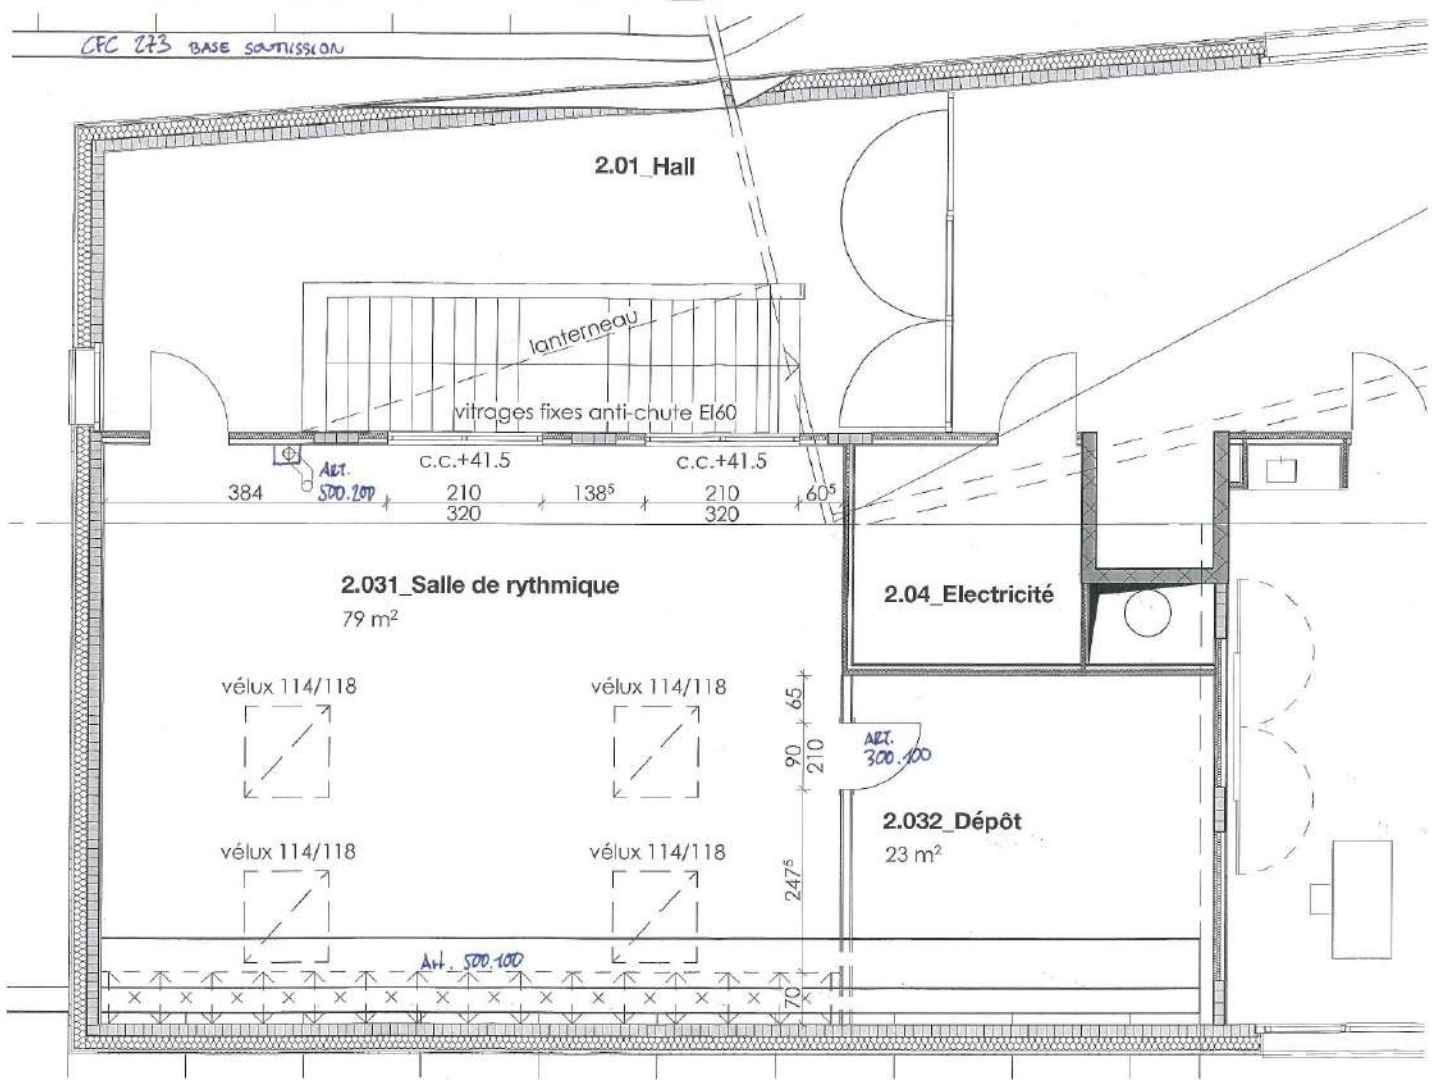 CFC 273 BASE SOUMISSION
2.01_Hall
lanterneau
vitrages fixes anti-chute EI60
c.c.+41.5
c.c.+41.5
ART.
500.200
384
210
138⁵
210
60⁵
320
320
2.031_Salle de rythmique
79 m²
2.04_Electricité
vélux 114/118
vélux 114/118
65
90
210
ART.
300.100
2.032_Dépôt
23 m²
vélux 114/118
vélux 114/118
247⁵
Art. 500.100
70